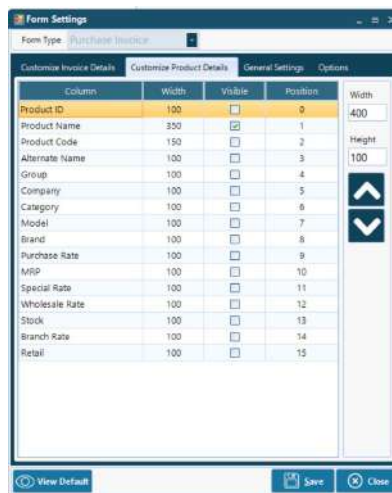 Form Settings
Form Type Purchase Invoice
Customize Invoice Details Customize Product Details General Settings Options
Column Width Visible Position
Product ID 100 0
Product Name 350 1
Product Code 150 2
Alternate Name 100 3
Group 100 4
Company 100 5
Category 100 6
Model 100 7
Brand 100 8
Purchase Rate 100 9
MRP 100 10
Special Rate 100 11
Wholesale Rate 100 12
Stock 100 13
Branch Rate 100 14
Retail 100 15
Width
400
Height
100
View Default Save Close